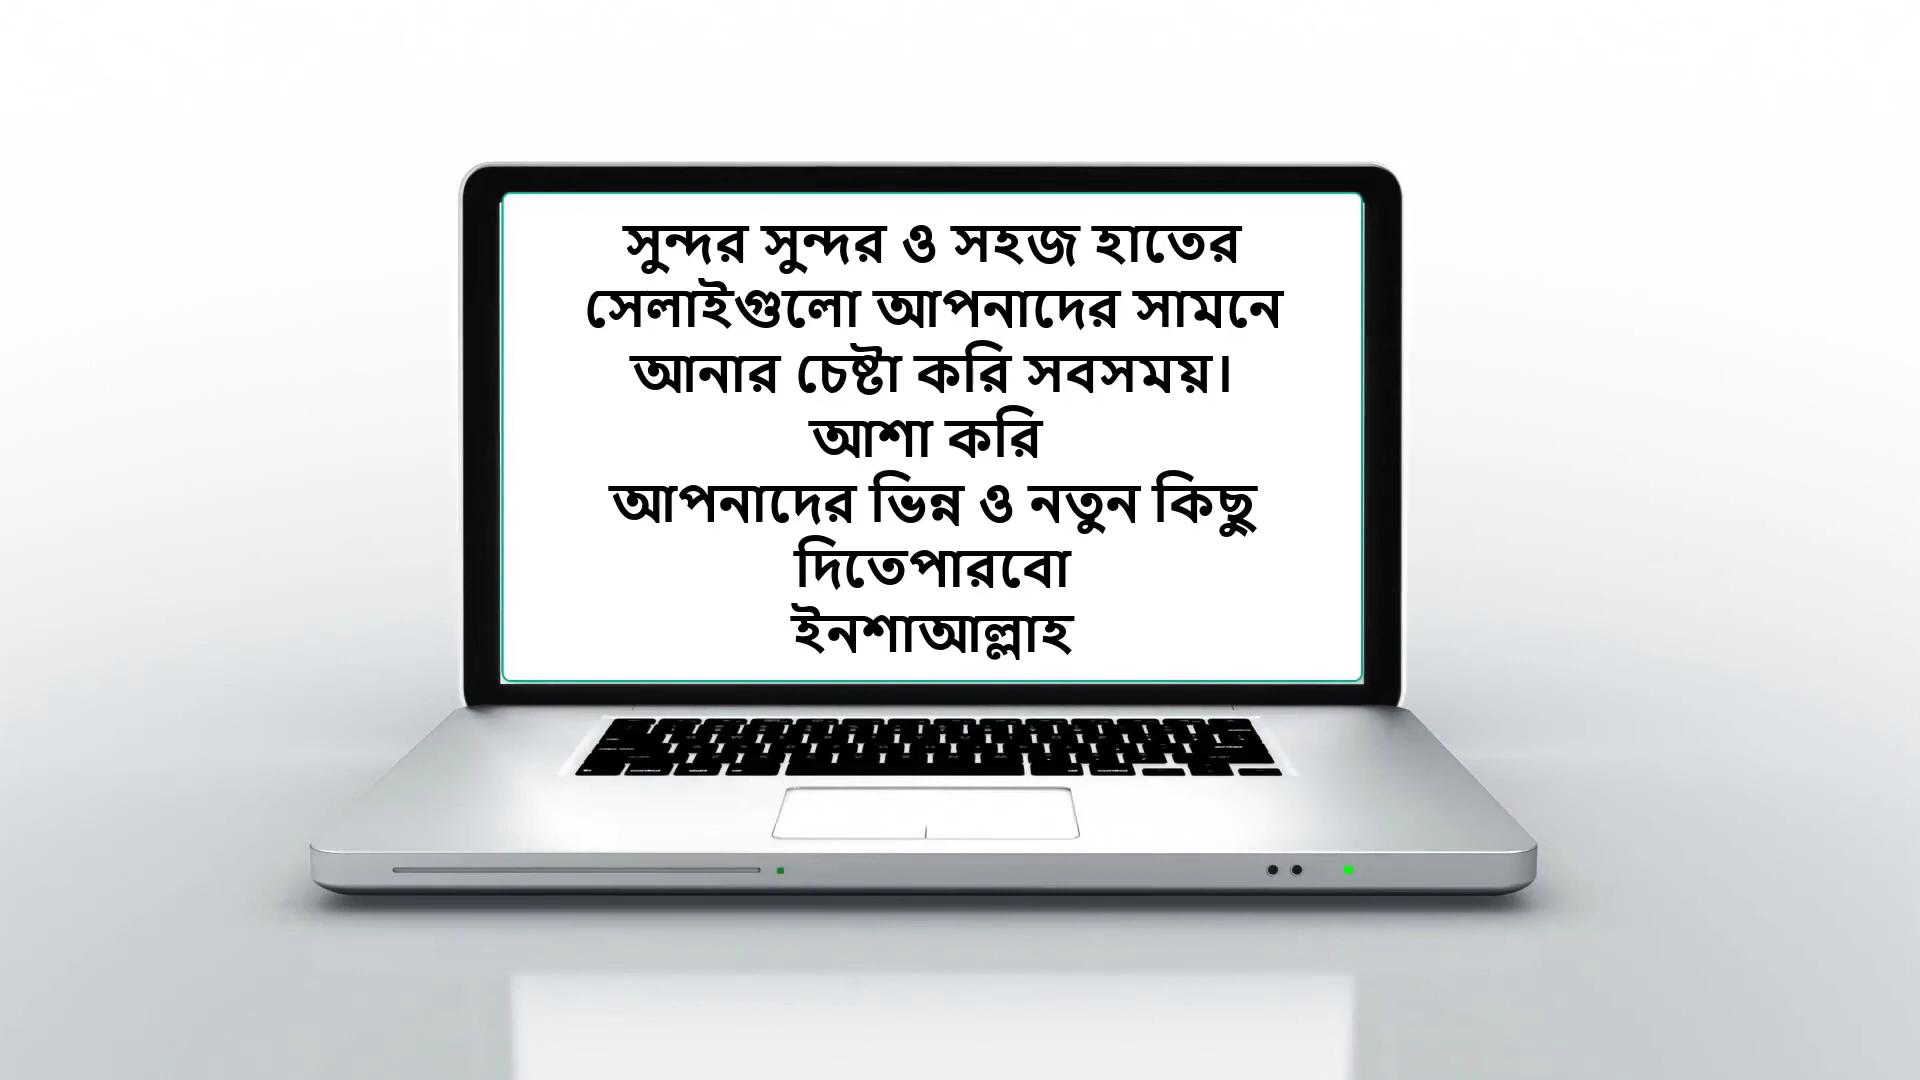 সুন্দর সুন্দর ও সহজ হাতের
সেলাইগুলো আপনাদের সামনে
আনার চেষ্টা করি সবসময়।
আশা করি
আপনাদের ভিন্ন ও নতুন কিছু
দিতেপারবো
ইনশাআল্লাহ